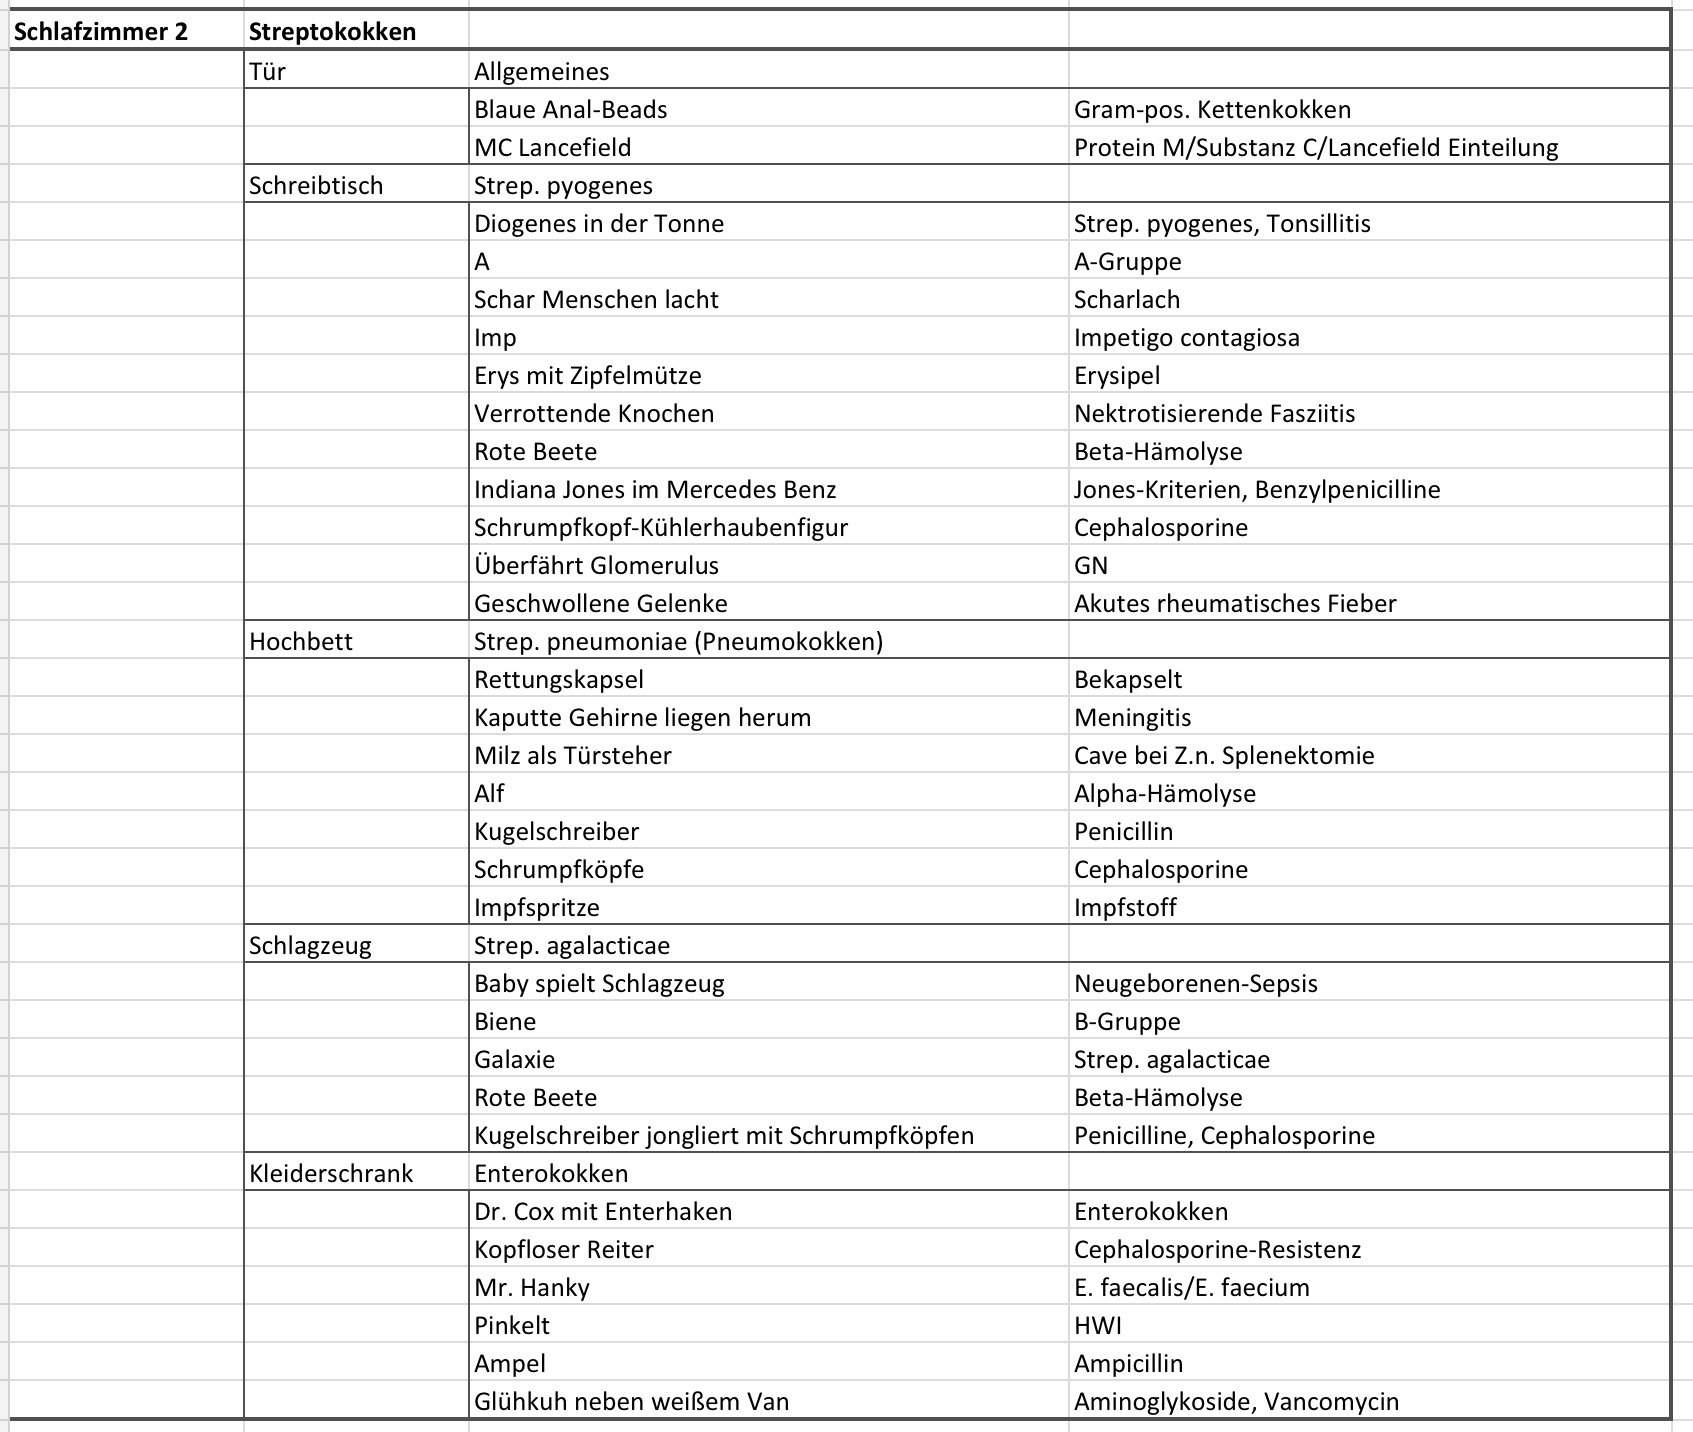 Schlafzimmer 2 Streptokokken
Tür Allgemeines
Blaue Anal-Beads Gram-pos. Kettenkokken
MC Lancefield Protein M/Substanz C/Lancefield Einteilung
Schreibtisch Strep. pyogenes
Diogenes in der Tonne Strep. pyogenes, Tonsillitis
A A-Gruppe
Schar Menschen lacht Scharlach
Imp Impetigo contagiosa
Erys mit Zipfelmütze Erysipel
Verrottende Knochen Nektrotisierende Fasziitis
Rote Beete Beta-Hämolyse
Indiana Jones im Mercedes Benz Jones-Kriterien, Benzylpenicilline
Schrumpfkopf-Kühlerhaubenfigur Cephalosporine
Überfährt Glomerulus GN
Geschwollene Gelenke Akutes rheumatisches Fieber
Hochbett Strep. pneumoniae (Pneumokokken)
Rettungskapsel Bekapselt
Kaputte Gehirne liegen herum Meningitis
Milz als Türsteher Cave bei Z.n. Splenektomie
Alf Alpha-Hämolyse
Kugelschreiber Penicillin
Schrumpfköpfe Cephalosporine
Impfspritze Impfstoff
Schlagzeug Strep. agalacticae
Baby spielt Schlagzeug Neugeborenen-Sepsis
Biene B-Gruppe
Galaxie Strep. agalacticae
Rote Beete Beta-Hämolyse
Kugelschreiber jongliert mit Schrumpfköpfen Penicilline, Cephalosporine
Kleiderschrank Enterokokken
Dr. Cox mit Enterhaken Enterokokken
Kopfloser Reiter Cephalosporine-Resistenz
Mr. Hanky E. faecalis/E. faecium
Pinkelt HWI
Ampel Ampicillin
Glühkuh neben weißem Van Aminoglykoside, Vancomycin